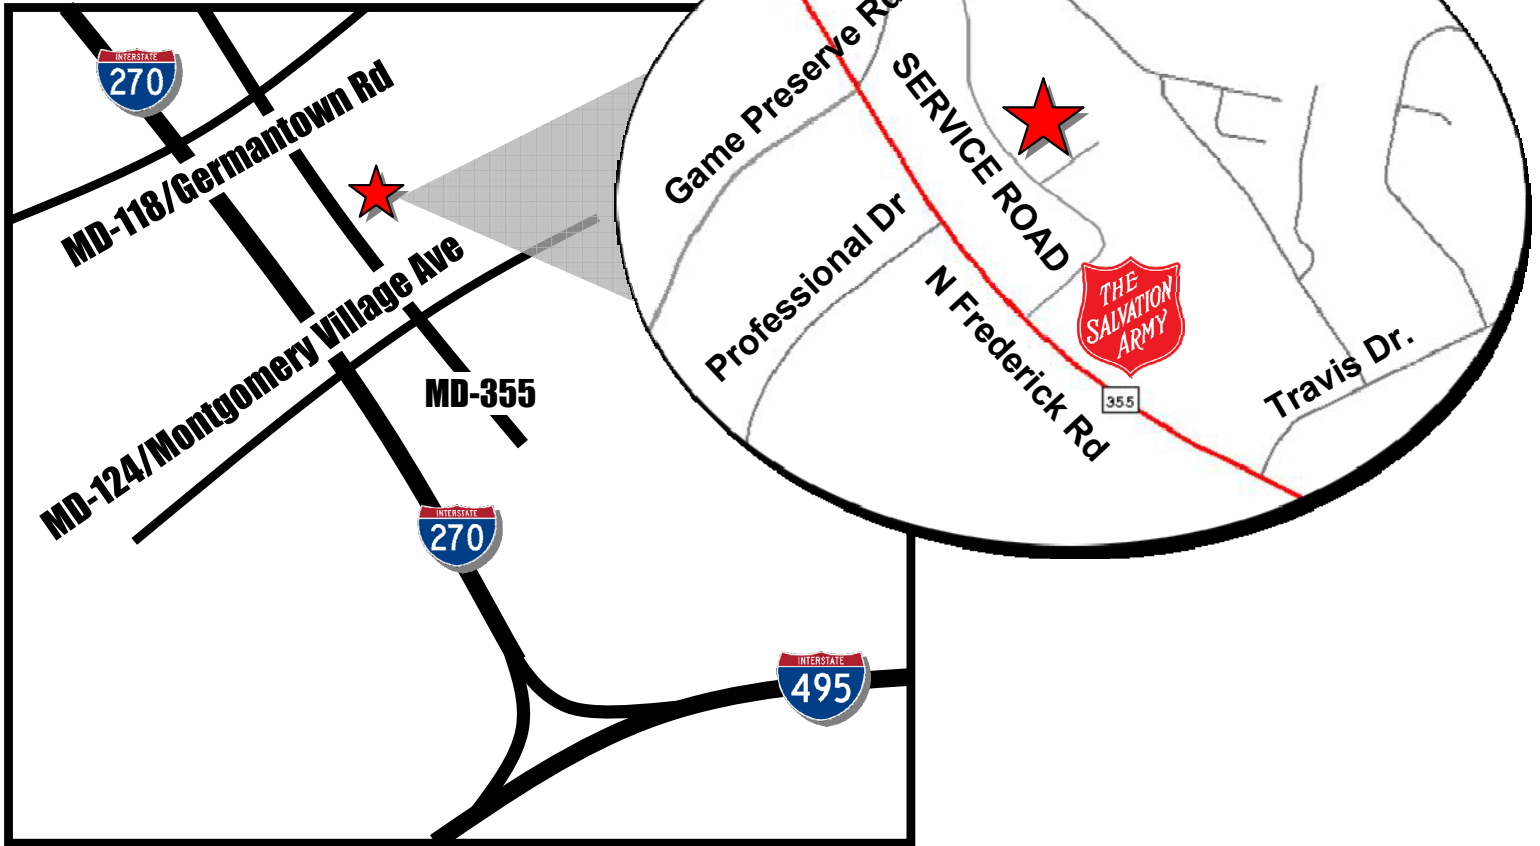 INTERSTATE
270
MD-118/Germantown Rd
MD-124/Montgomery Village Ave
MD-355
INTERSTATE
270
INTERSTATE
495
Game Preserve Rd
SERVICE ROAD
Professional Dr
N Frederick Rd
THE
SALVATION
ARMY
355
Travis Dr.